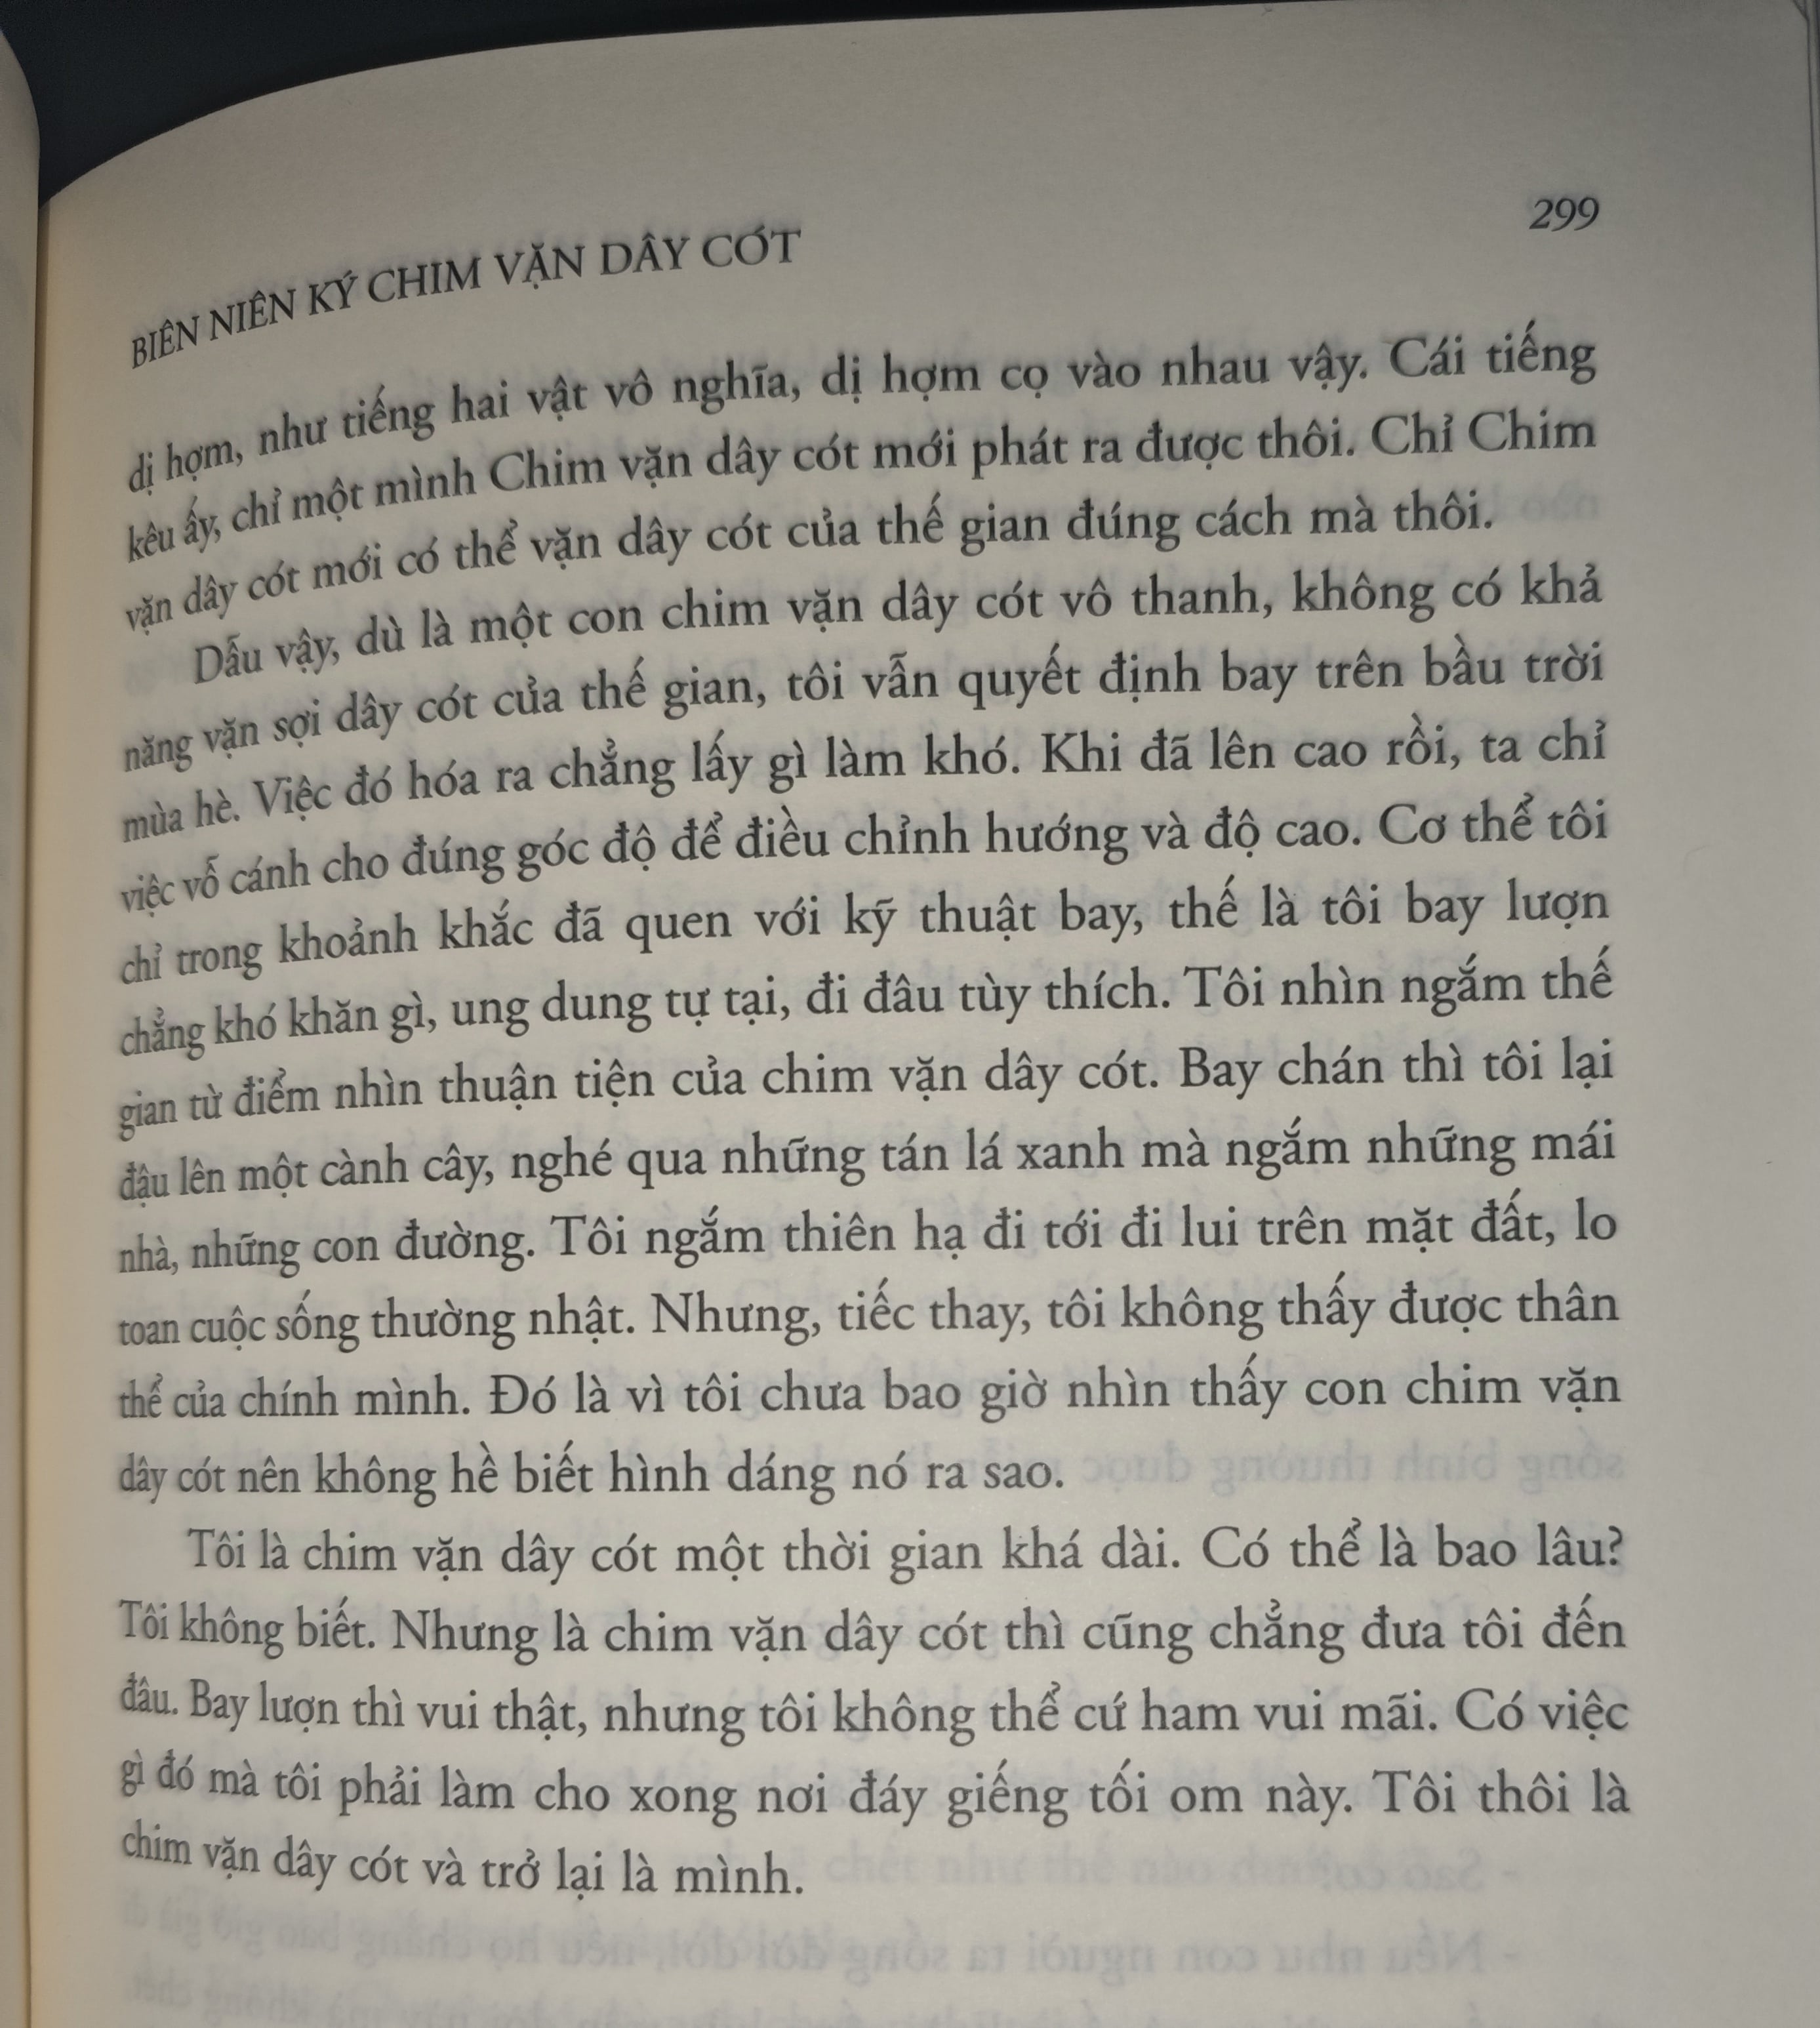 299
BIÊN NIÊN KÝ CHIM VẶN DÂY CÓT
dị hợm, như tiếng hai vật vô nghĩa, dị hợm cọ vào nhau vậy. Cái tiếng
kêu ấy, chỉ một mình Chim vặn dây cót mới phát ra được thôi. Chỉ Chim
vặn dây cót mới có thể vặn dây cót của thế gian đúng cách mà thôi.
Dẫu vậy, dù là một con chim vặn dây cót vô thanh, không có khả
năng vặn sợi dây cót của thế gian, tôi vẫn quyết định bay trên bầu trời
mùa hè. Việc đó hóa ra chẳng lấy gì làm khó. Khi đã lên cao rồi, ta chỉ
việc vỗ cánh cho đúng góc độ để điều chỉnh hướng và độ cao. Cơ thể tôi
chỉ trong khoảnh khắc đã quen với kỹ thuật bay, thế là tôi bay lượn
chẳng khó khăn gì, ung dung tự tại, đi đâu tùy thích. Tôi nhìn ngắm thế
gian từ điểm nhìn thuận tiện của chim vặn dây cót. Bay chán thì tôi lại
đậu lên một cành cây, nghé qua những tán lá xanh mà ngắm những mái
nhà, những con đường. Tôi ngắm thiên hạ đi tới đi lui trên mặt đất, lo
toan cuộc sống thường nhật. Nhưng, tiếc thay, tôi không thấy được thân
thể của chính mình. Đó là vì tôi chưa bao giờ nhìn thấy con chim vặn
dây cót nên không hề biết hình dáng nó ra sao.
Tôi là chim vặn dây cót một thời gian khá dài. Có thể là bao lâu?
Tôi không biết. Nhưng là chim vặn dây cót thì cũng chẳng đưa tôi đến
đâu. Bay lượn thì vui thật, nhưng tôi không thể cứ ham vui mãi. Có việc
gì đó mà tôi phải làm cho xong nơi đáy giếng tối om này. Tôi thôi là
chim vặn dây cót và trở lại là mình.